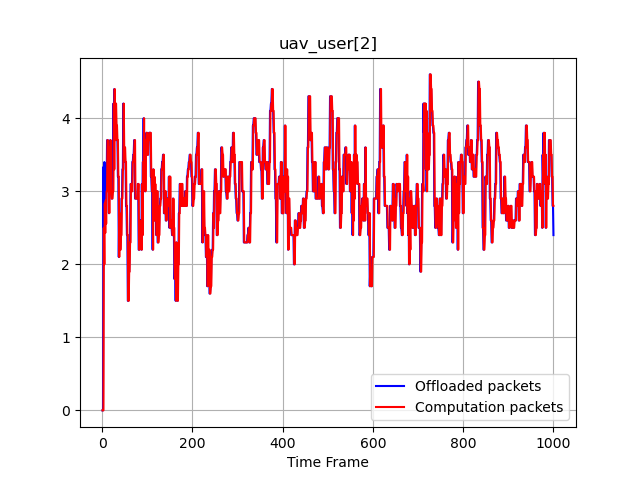 uav_user[2]
4
3
2
1
0
Offloaded packets
Computation packets
0 200 400 600 800 1000
Time Frame